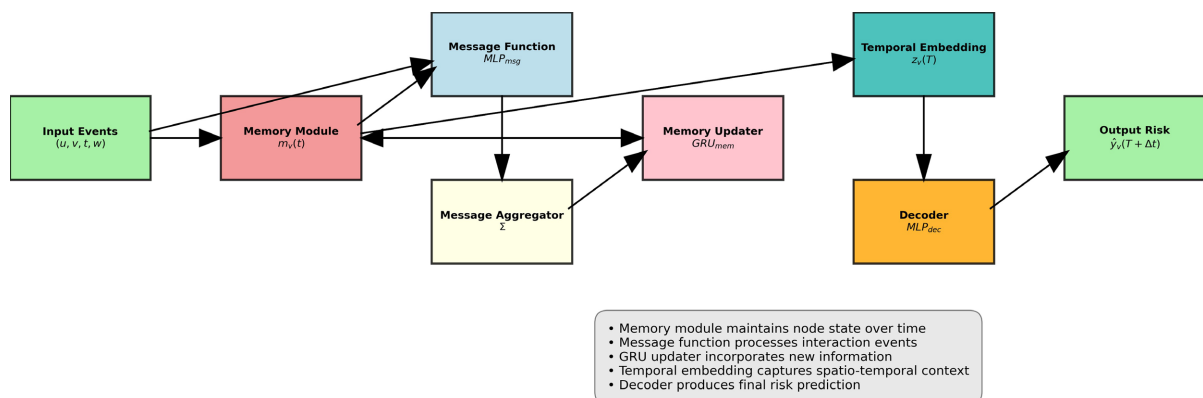 Message Function
MLP_msg
Temporal Embedding
z_v(T)
Input Events
(u, v, t, w)
Memory Module
m_v(t)
Memory Updater
GRU_mem
Output Risk
ŷ_v(T + Δt)
Message Aggregator
Σ
Decoder
MLP_dec
• Memory module maintains node state over time
• Message function processes interaction events
• GRU updater incorporates new information
• Temporal embedding captures spatio-temporal context
• Decoder produces final risk prediction